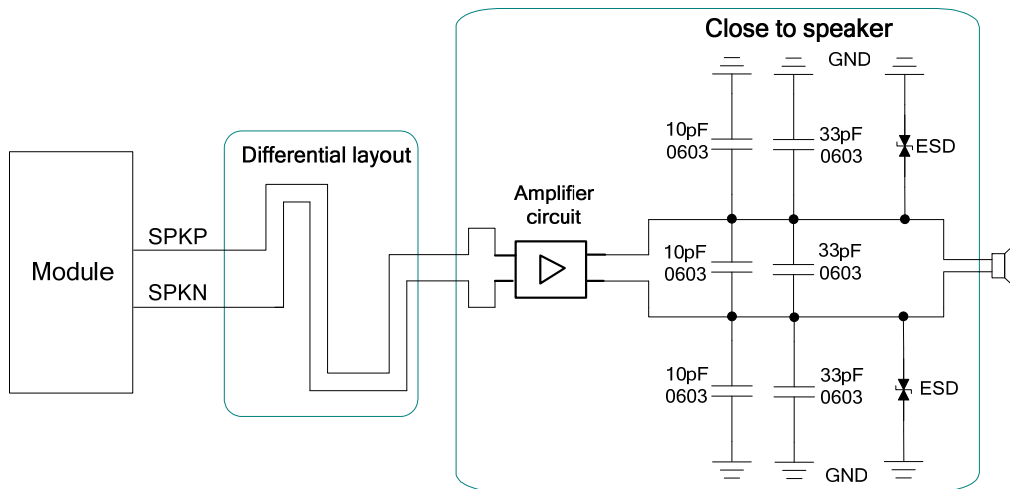 Close to speaker
GND
10pF
0603
33pF
0603
ESD
Differential layout
Amplifier
circuit
SPKP
Module
SPKN
10pF
0603
33pF
0603
10pF
0603
33pF
0603
ESD
GND